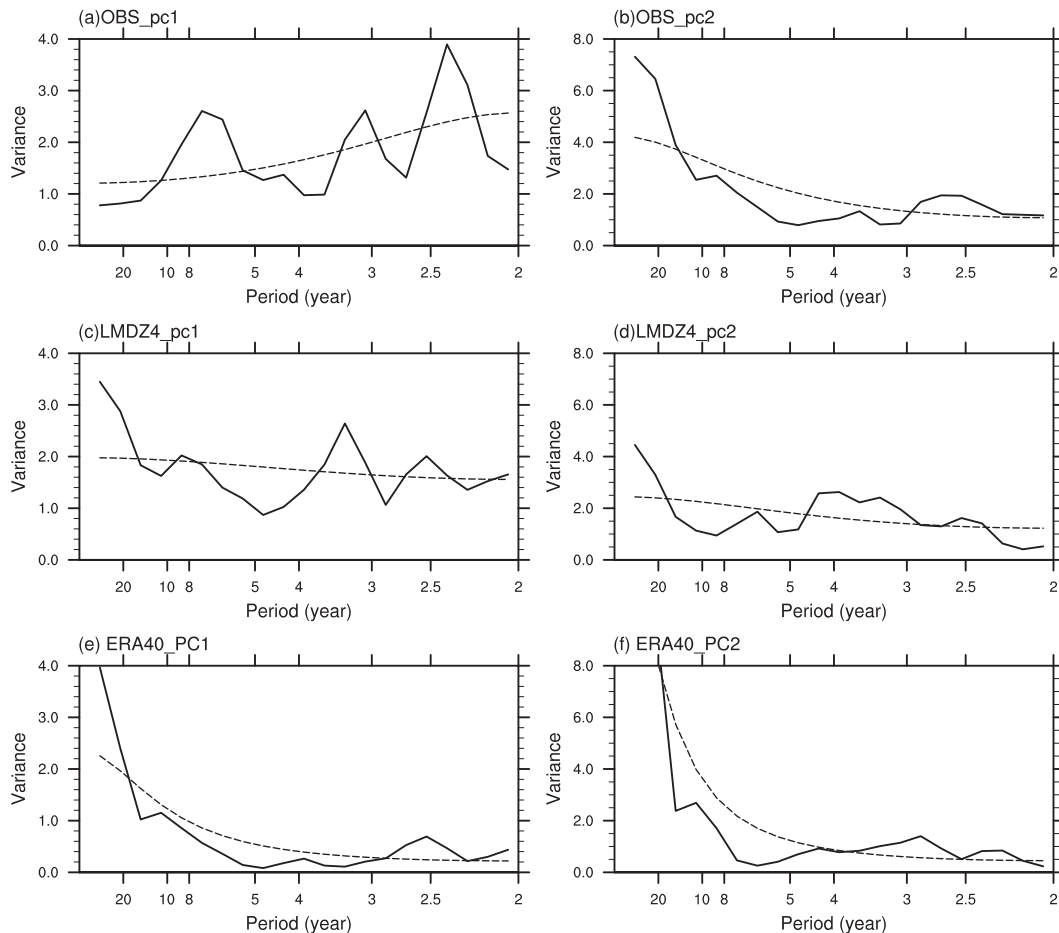 (a)OBS_pc1
Variance
4.0
3.0
2.0
1.0
0.0
20 10 8 5 4 3 2.5 2
Period (year)
(b)OBS_pc2
Variance
8.0
6.0
4.0
2.0
0.0
20 10 8 5 4 3 2.5 2
Period (year)
(c)LMDZ4_pc1
Variance
4.0
3.0
2.0
1.0
0.0
20 10 8 5 4 3 2.5 2
Period (year)
(d)LMDZ4_pc2
Variance
8.0
6.0
4.0
2.0
0.0
20 10 8 5 4 3 2.5 2
Period (year)
(e) ERA40_PC1
Variance
4.0
3.0
2.0
1.0
0.0
20 10 8 5 4 3 2.5 2
Period (year)
(f) ERA40_PC2
Variance
8.0
6.0
4.0
2.0
0.0
20 10 8 5 4 3 2.5 2
Period (year)